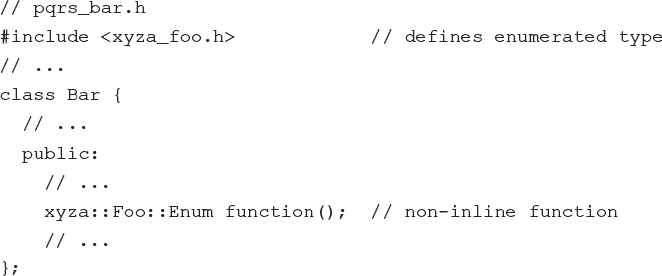 // pqrs_bar.h
#include <xyza_foo.h> // defines enumerated type
// ...
class Bar {
// ...
public:
// ...
xyza::Foo::Enum function(); // non-inline function
// ...
};